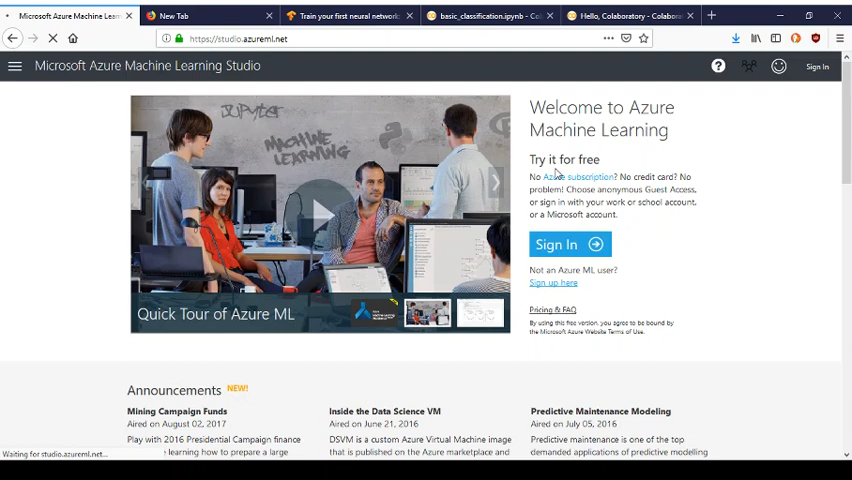 Microsoft Azure Machine Learn
New Tab
Train your first neural network:
basic_classification.ipynb - Col
Hello, Colaboratory - Colabora
https://studio.azureml.net
Microsoft Azure Machine Learning Studio
Sign In
JUPYTER
MACHINE
LEARNING
Quick Tour of Azure ML
Welcome to Azure
Machine Learning
Try it for free
No Azure subscription? No credit card? No
problem! Choose anonymous Guest Access,
or sign in with your work or school account,
or a Microsoft account.
Sign In
Not an Azure ML user?
Sign up here
Pricing & FAQ
By using this free version, you agree to be bound by
the Microsoft Azure Website Terms of Use.
Announcements NEW!
Mining Campaign Funds
Aired on August 02, 2017
Play with 2016 Presidential Campaign finance
learning how to prepare a large
Inside the Data Science VM
Aired on June 21, 2016
DSVM is a custom Azure Virtual Machine image
that is published on the Azure marketplace and
Predictive Maintenance Modeling
Aired on July 05, 2016
Predictive maintenance is one of the top
demanded applications of predictive modelling
Waiting for studio.azureml.net...